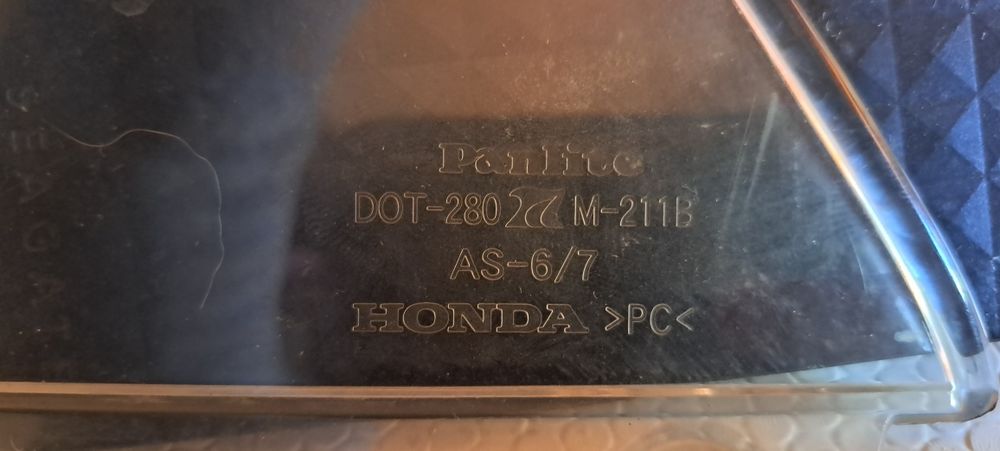 Panlite
DOT-280 M-211B
AS-6/7
HONDA >PC<